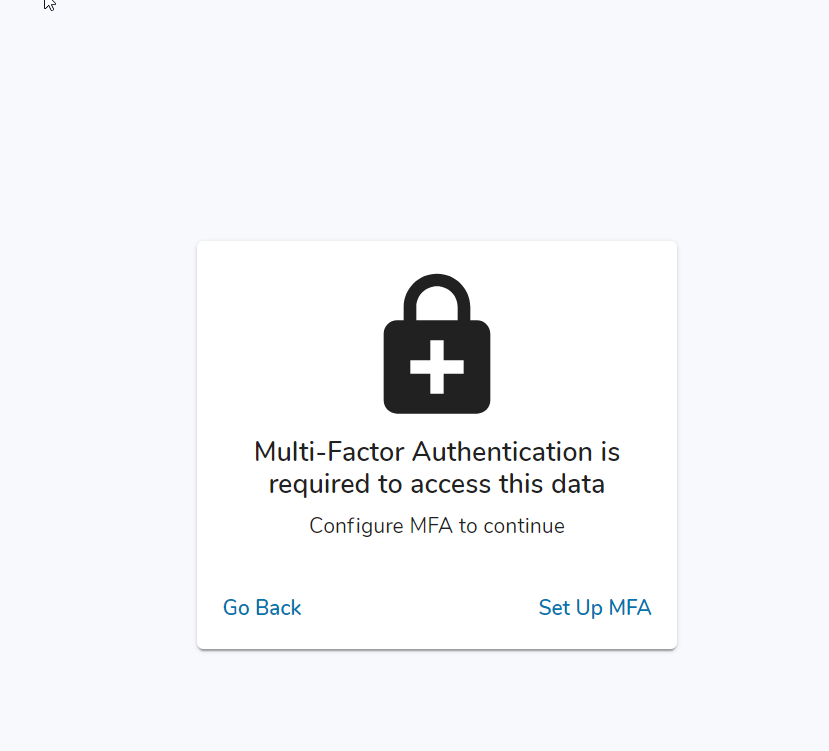 Multi-Factor Authentication is
required to access this data
Configure MFA to continue
Go Back
Set Up MFA